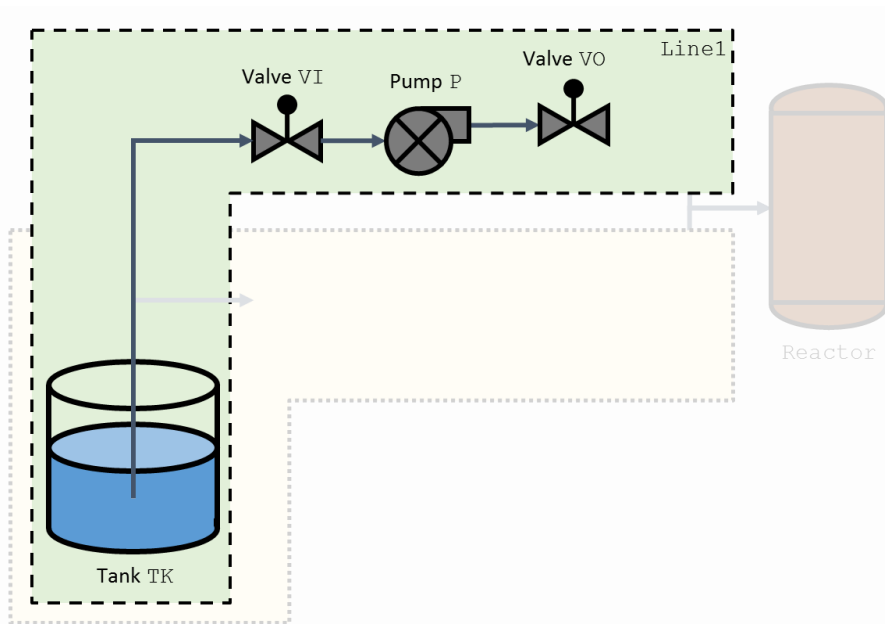 Line1
Valve VO
Valve VI
Pump P
Reactor
Tank TK